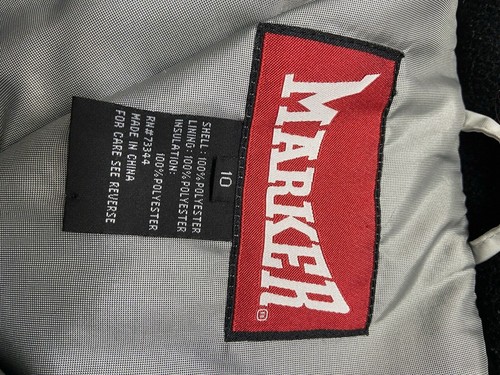 MARKER
10
SHELL: 100% POLYESTER
LINING: 100% POLYESTER
INSULATION:
100% POLYESTER
RN# 73344
MADE IN CHINA
FOR CARE SEE REVERSE